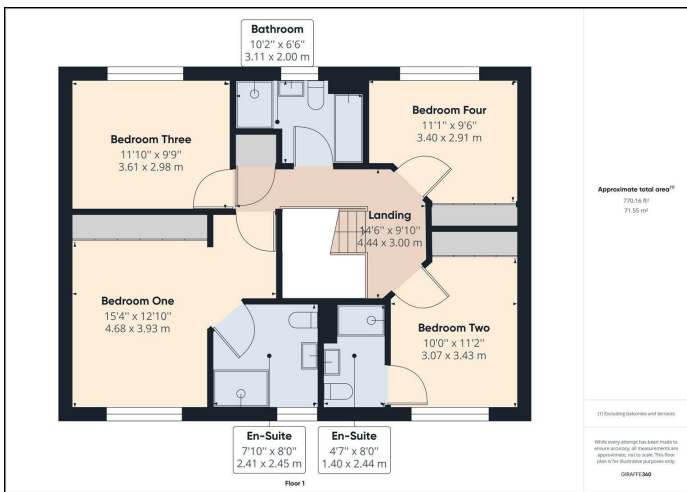 Bathroom
10'2" x 6'6"
3.11 x 2.00 m
Bedroom Three
11'10" x 9'9"
3.61 x 2.98 m
Bedroom Four
11'1" x 9'6"
3.40 x 2.91 m
Landing
14'6" x 9'10"
4.44 x 3.00 m
Bedroom One
15'4" x 12'10"
4.68 x 3.93 m
Bedroom Two
10'0" x 11'2"
3.07 x 3.43 m
En-Suite
7'10" x 8'0"
2.41 x 2.45 m
En-Suite
4'7" x 8'0"
1.40 x 2.44 m
Floor 1
Approximate total area(1)
770.16 ft²
71.55 m²
(1) Excluding balconies and terraces
While every attempt has been made to
ensure accuracy, all measurements are
approximate, not to scale. This floor
plan is for illustrative purposes only.
GIRAFFE360